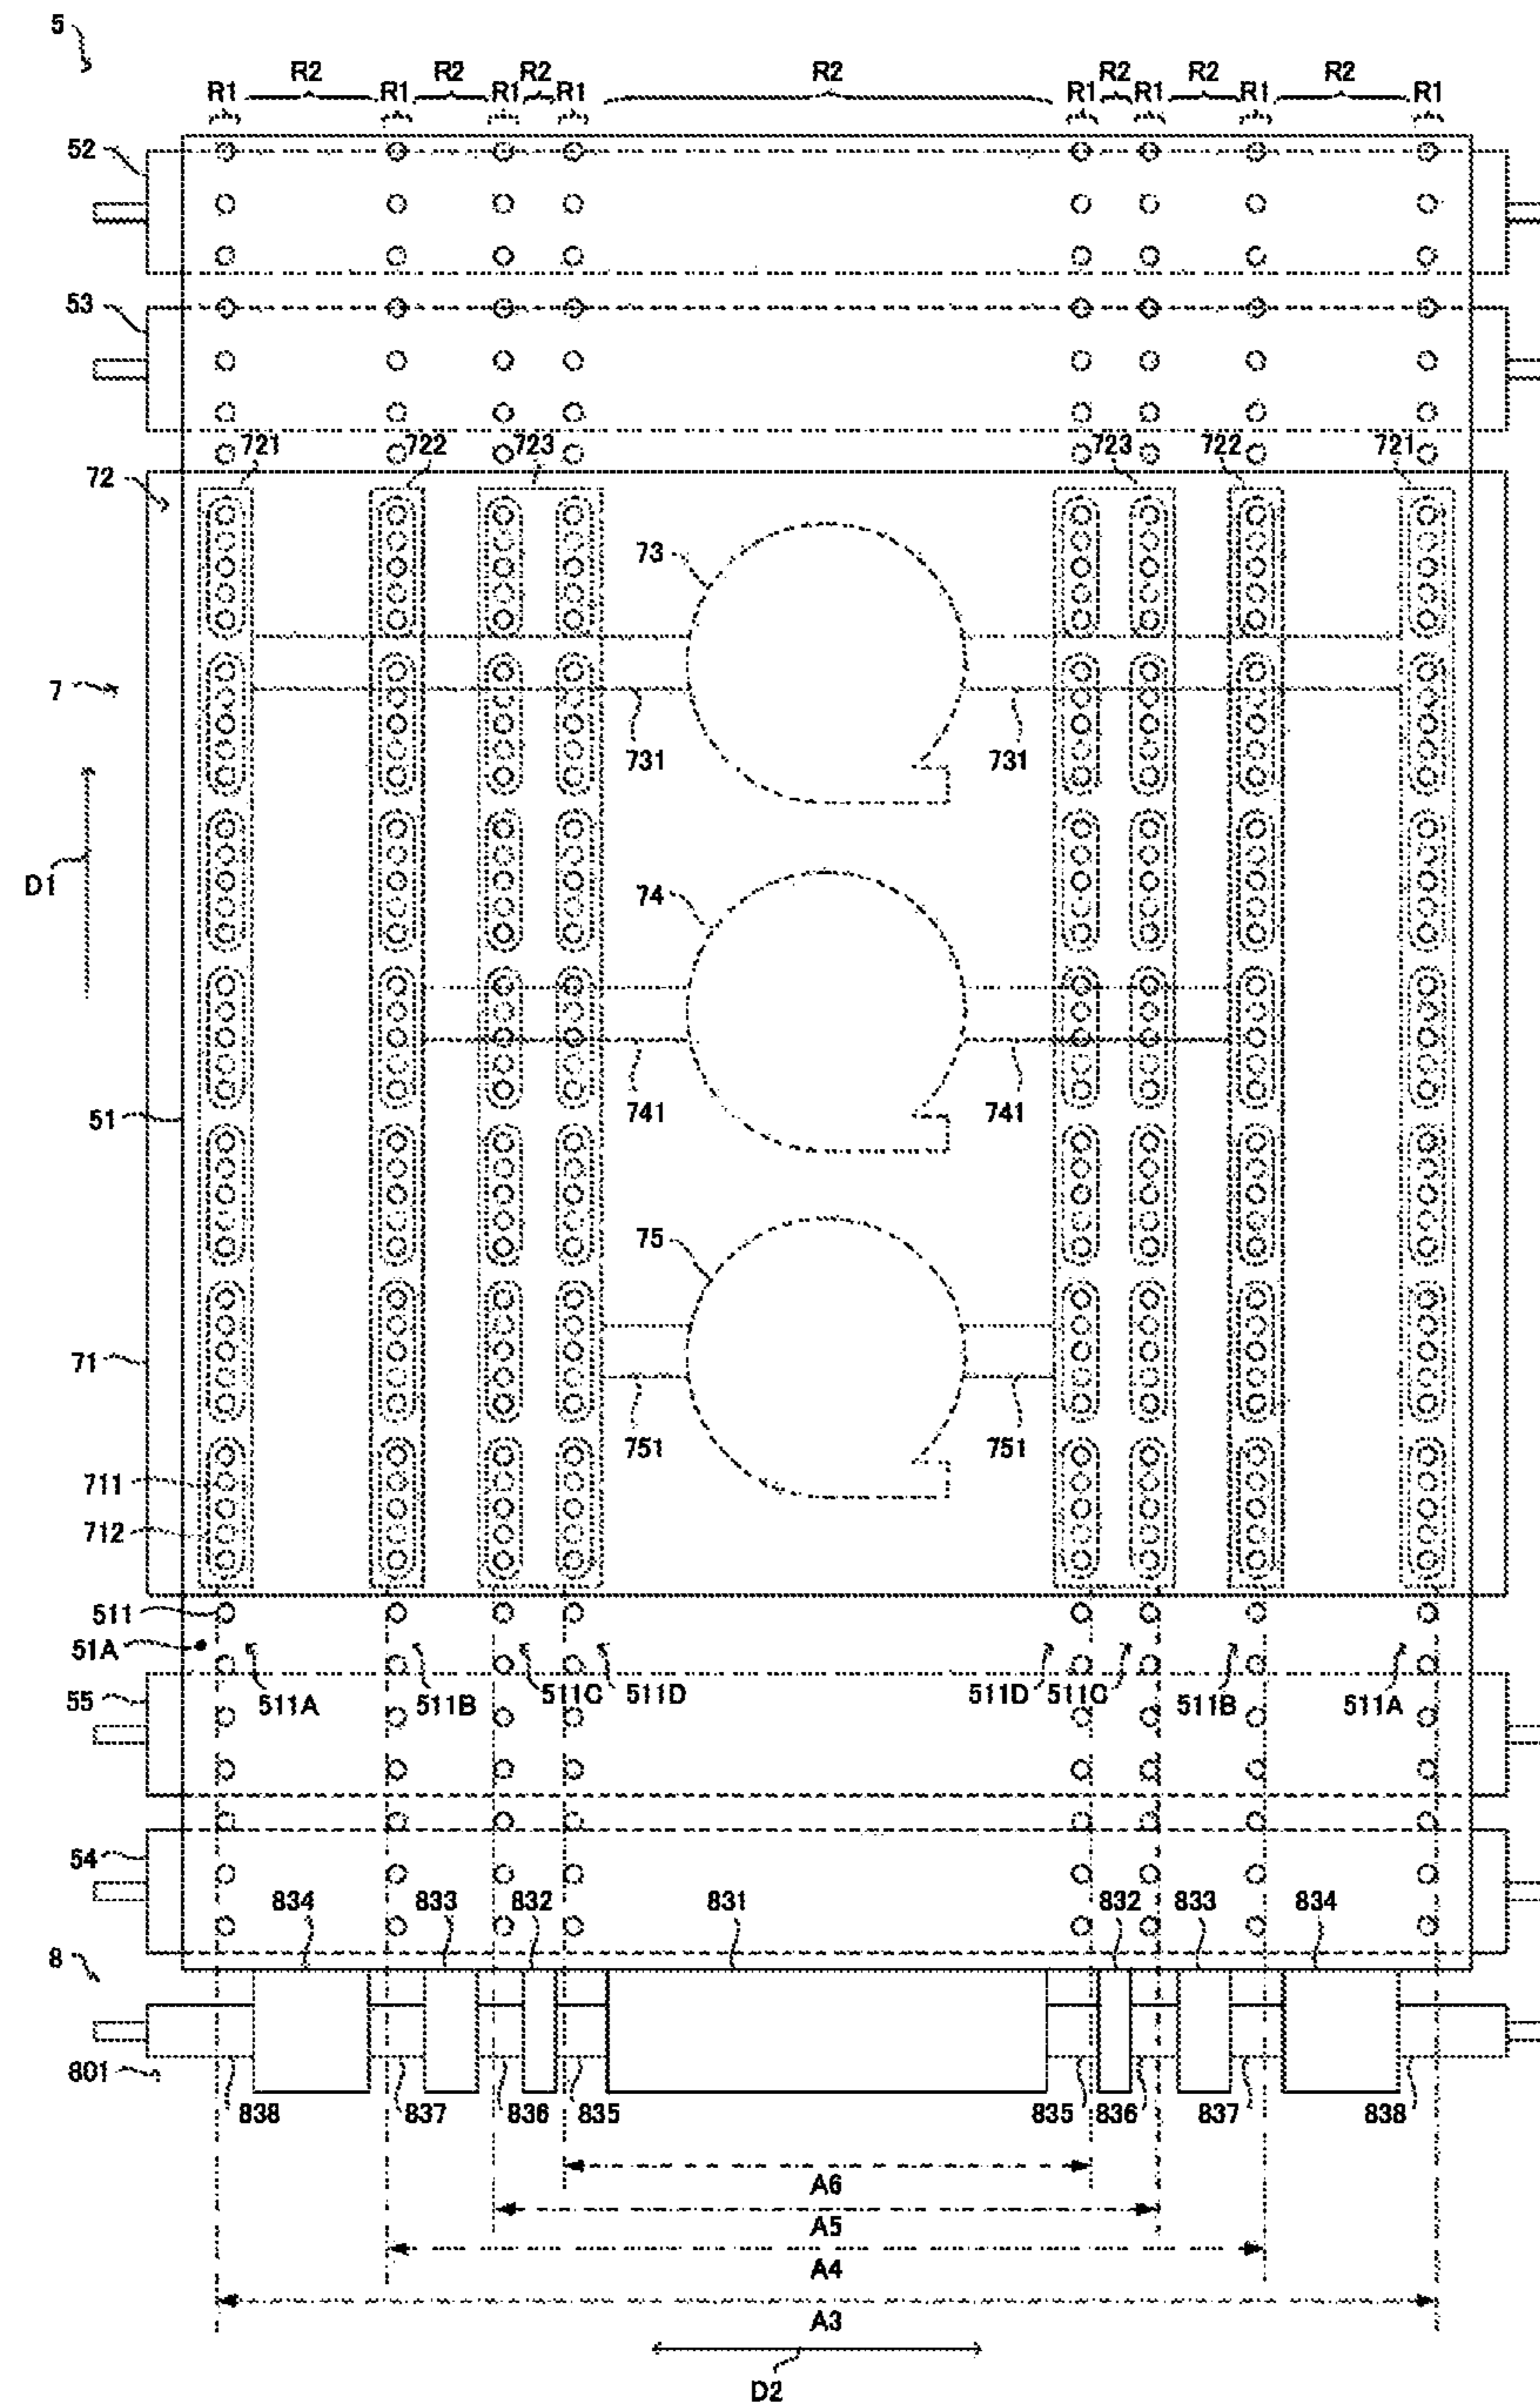 5
R2 R2 R2 R2 R2 R2 R2
R1 R1 R1 R1 R1 R1 R1 R1
52
53
721 722 723 723 722 721
72
73
7
731 731
74
D1
741 741
51
75
71
751 751
711
712
511
51A
511A 511B 511C 511D 511D 511C 511B 511A
55
54
834 833 832 831 832 833 834
8
801
838 837 836 835 835 836 837 838
A6
A5
A4
A3
D2